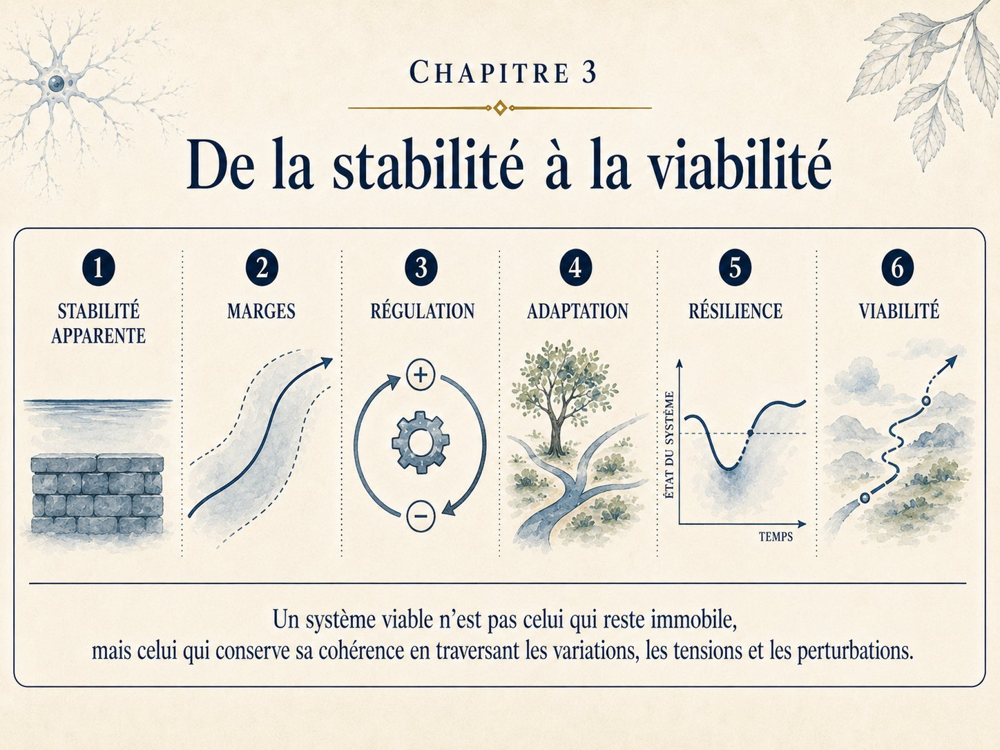 CHAPITRE 3
De la stabilité à la viabilité
1
STABILITÉ
APPARENTE
2
MARGES
3
RÉGULATION
+
−
4
ADAPTATION
5
RÉSILIENCE
ÉTAT DU SYSTÈME
TEMPS
6
VIABILITÉ
Un système viable n’est pas celui qui reste immobile,
mais celui qui conserve sa cohérence en traversant les variations, les tensions et les perturbations.